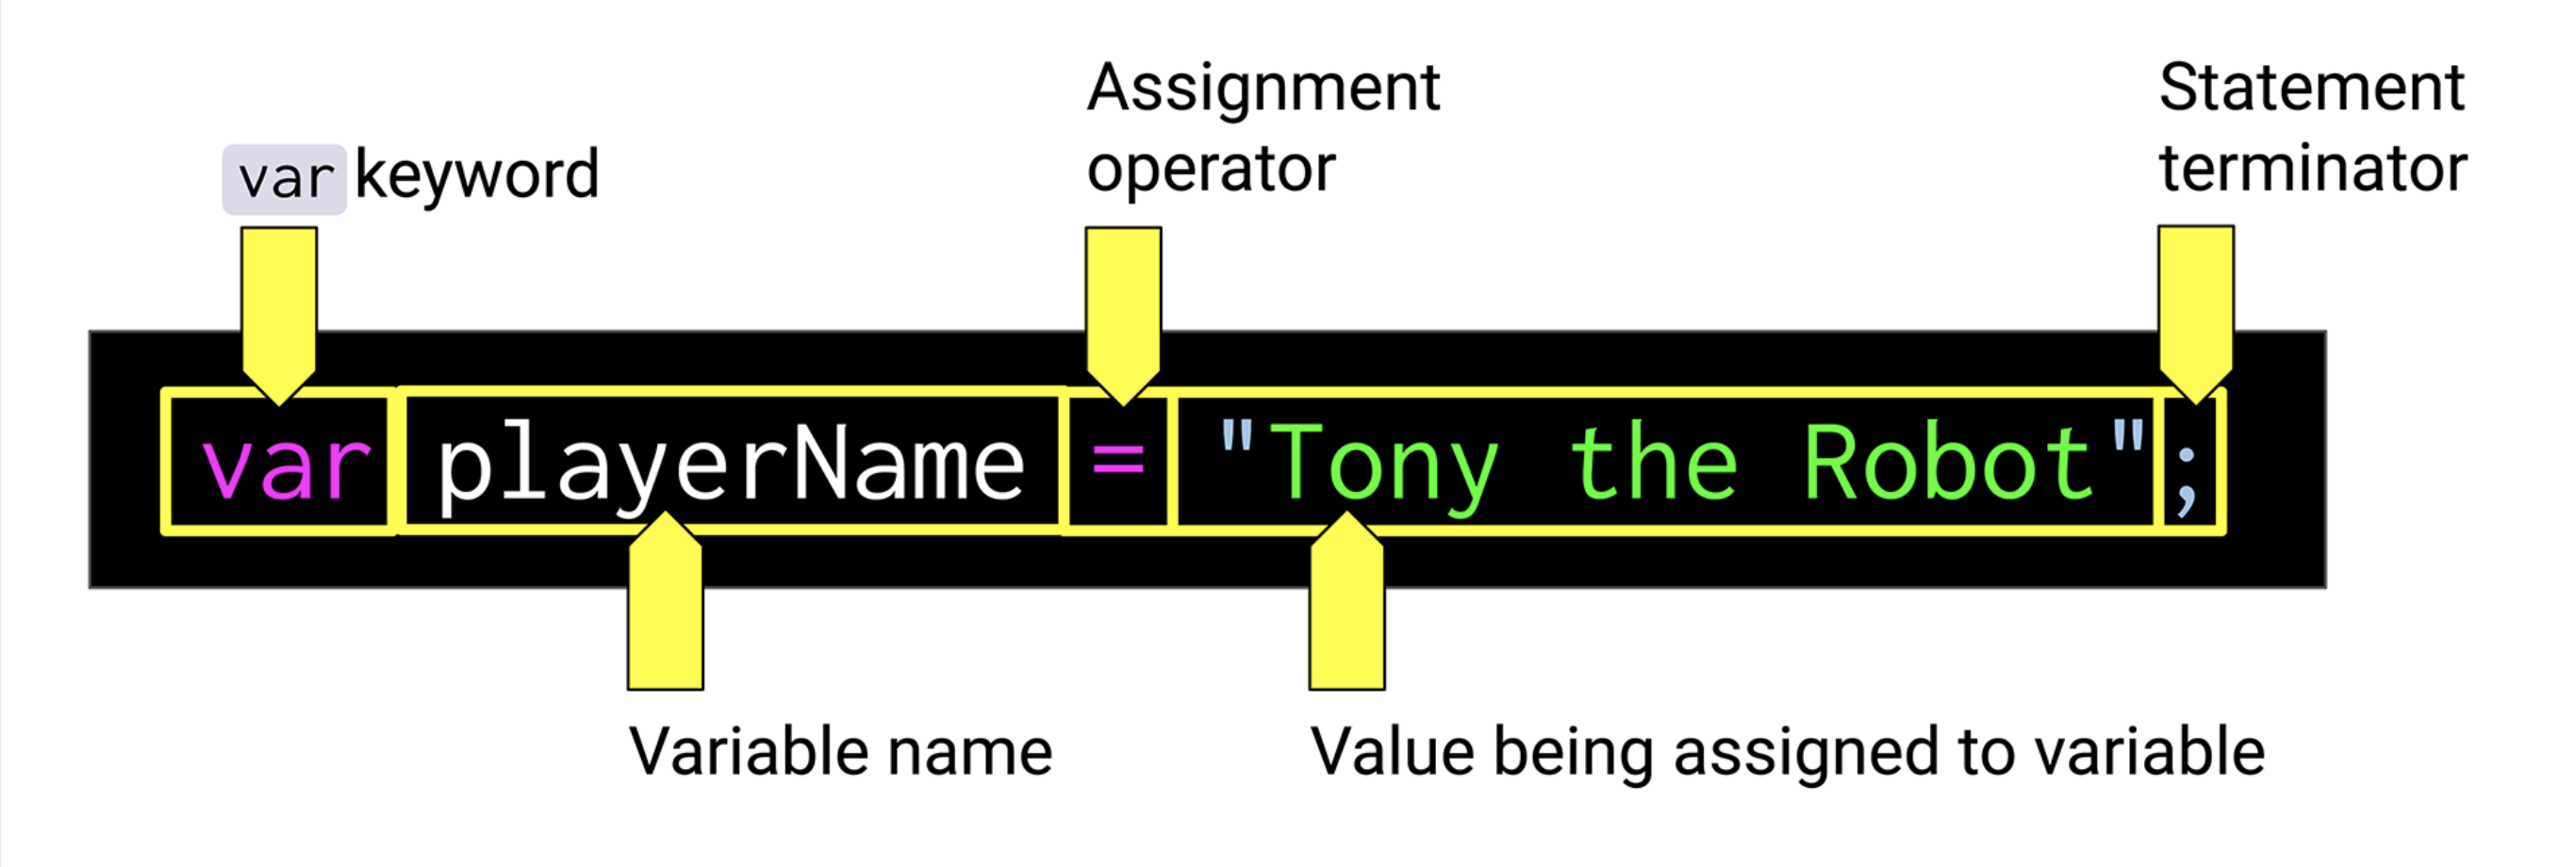 Assignment
operator
Statement
terminator
var keyword
var playerName = "Tony the Robot";
Variable name
Value being assigned to variable